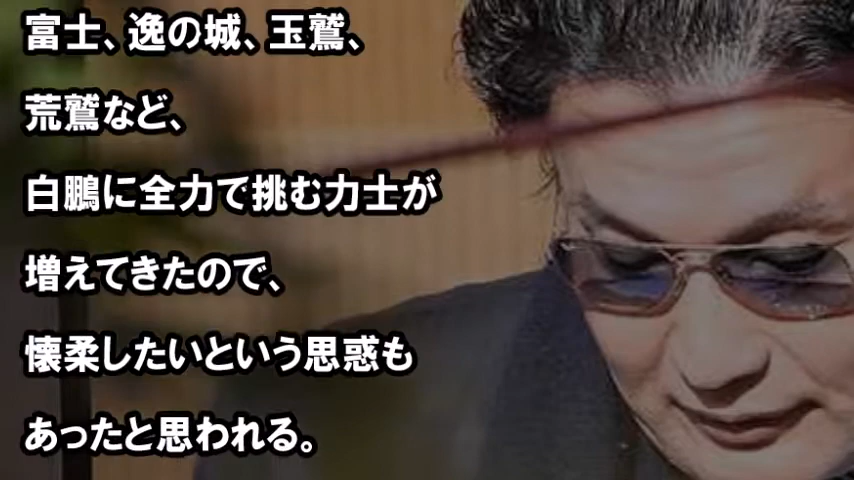 富士、逸の城、玉鷲、
荒鷲など、
白鵬に全力で挑む力士が
増えてきたので、
懐柔したいという思惑も
あったと思われる。